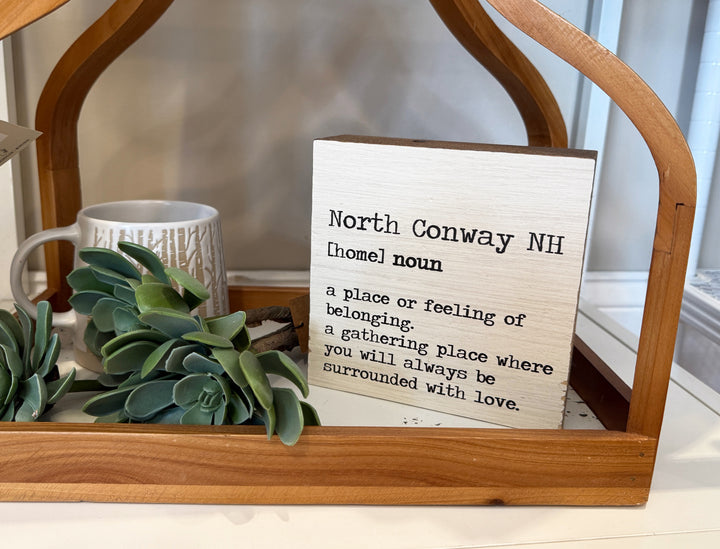 North Conway NH
[home] noun
a place or feeling of
belonging.
a gathering place where
you will always be
surrounded with love.